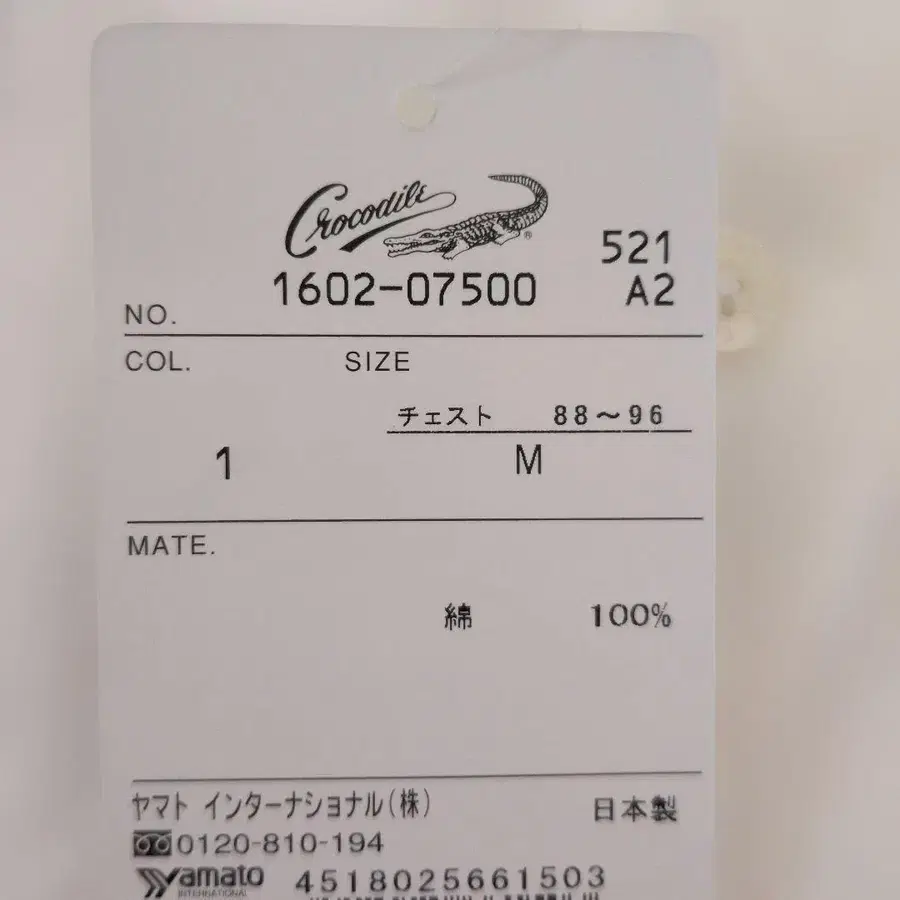 Crocodile
®
521
NO. 1602-07500 A2
COL. SIZE
チェスト 88～96
1 M
MATE.
綿 100%
ヤマト インターナショナル(株) 日本製
0120-810-194
Yamato
INTERNATIONAL
4518025661503